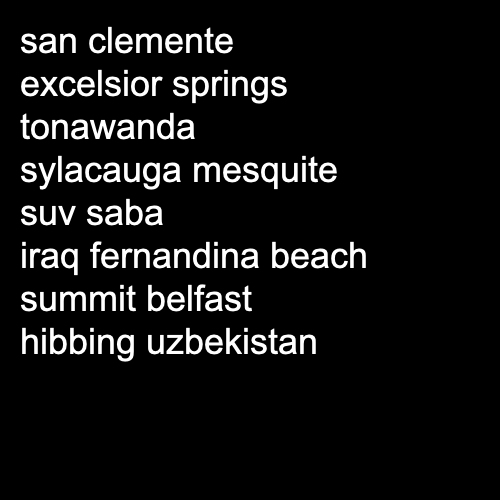 san clemente
excelsior springs
tonawanda
sylacauga mesquite
suv saba
iraq fernandina beach
summit belfast
hibbing uzbekistan